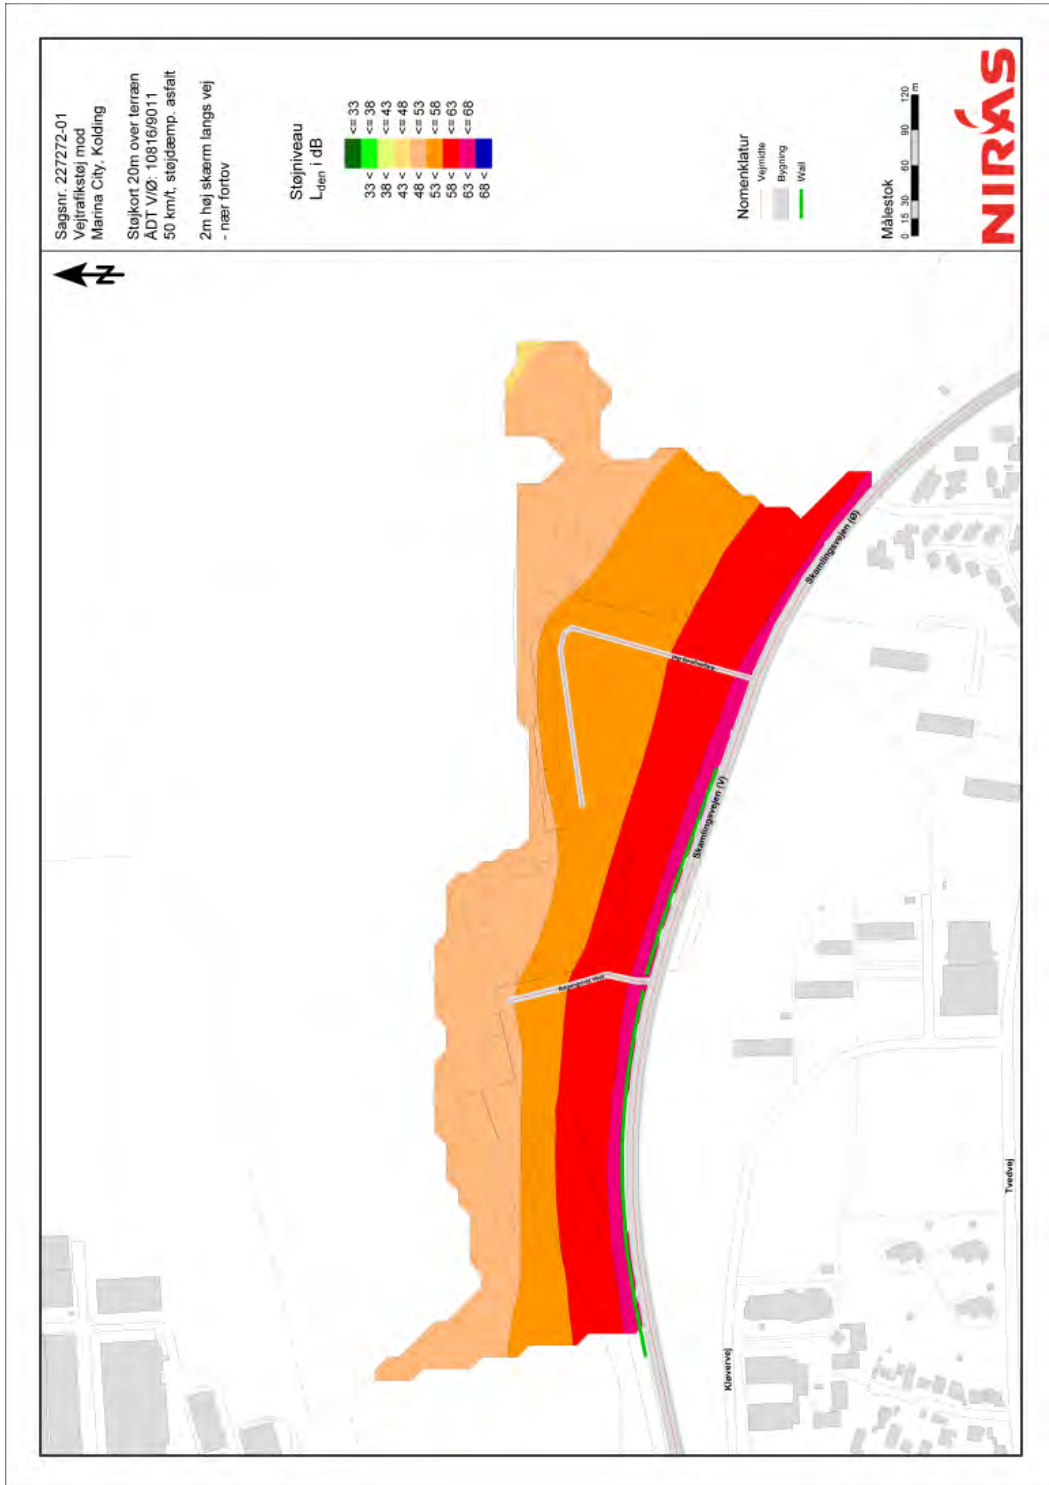 Sagsnr. 227272-01
Vejtrafikstøj mod
Marina City, Kolding
Støjkort 20m over terræn
ÅDT V/Ø: 10816/9011
50 km/t, støjdæmp. asfalt
2m høj skærm langs vej
- nær fortov
Støjniveau
Lden i dB
<= 33
33 < <= 38
38 < <= 43
43 < <= 48
48 < <= 53
53 < <= 58
58 < <= 63
63 < <= 68
68 <
Nomenklatur
Vejmidte
Bygning
Wall
Målestok
0 15 30 60 90 120 m
NIRAS
N
Skamlingsvejen (Ø)
Skamlingsvejen (V)
Adgangsvej Vest
Kløvervej
Tvedvej